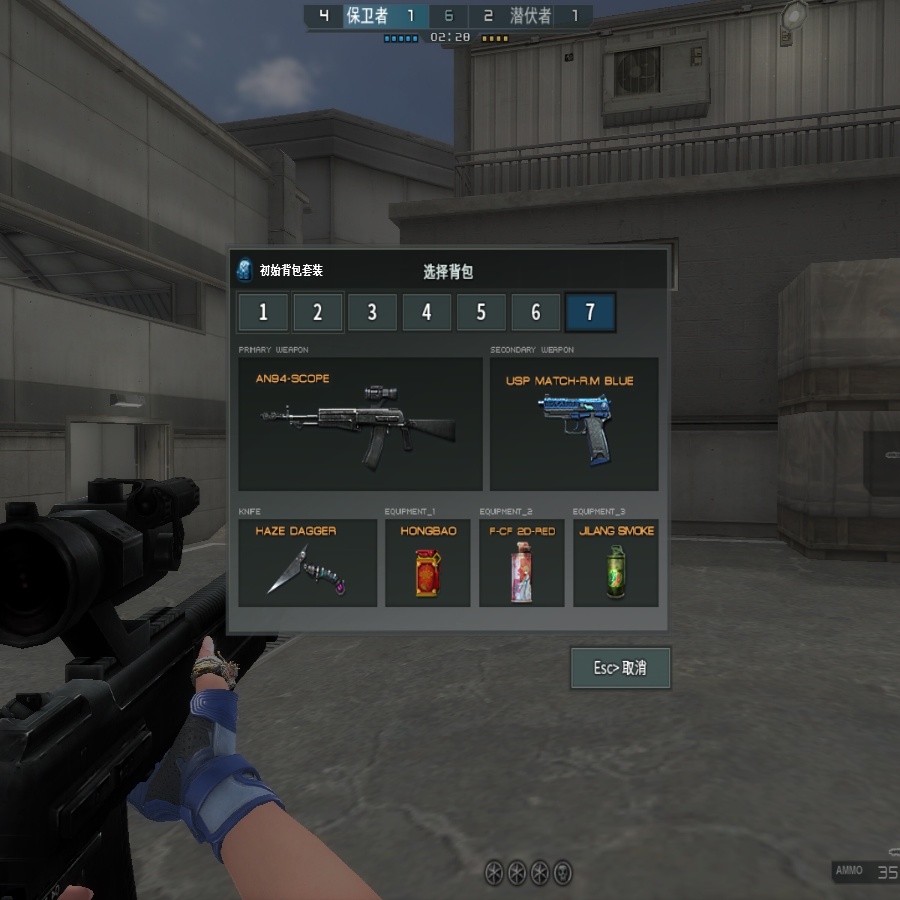 4 保卫者 1 6 2 潜伏者 1
02:28
初始背包套装 选择背包
1 2 3 4 5 6 7
PRIMARY WEAPON SECONDARY WEAPON
AN94-SCOPE USP MATCH-R.M BLUE
KNIFE EQUIPMENT_1 EQUIPMENT_2 EQUIPMENT_3
HAZE DAGGER HONGBAO F-CF 20-RED JILANG SMOKE
Esc> 取消
AMMO 35